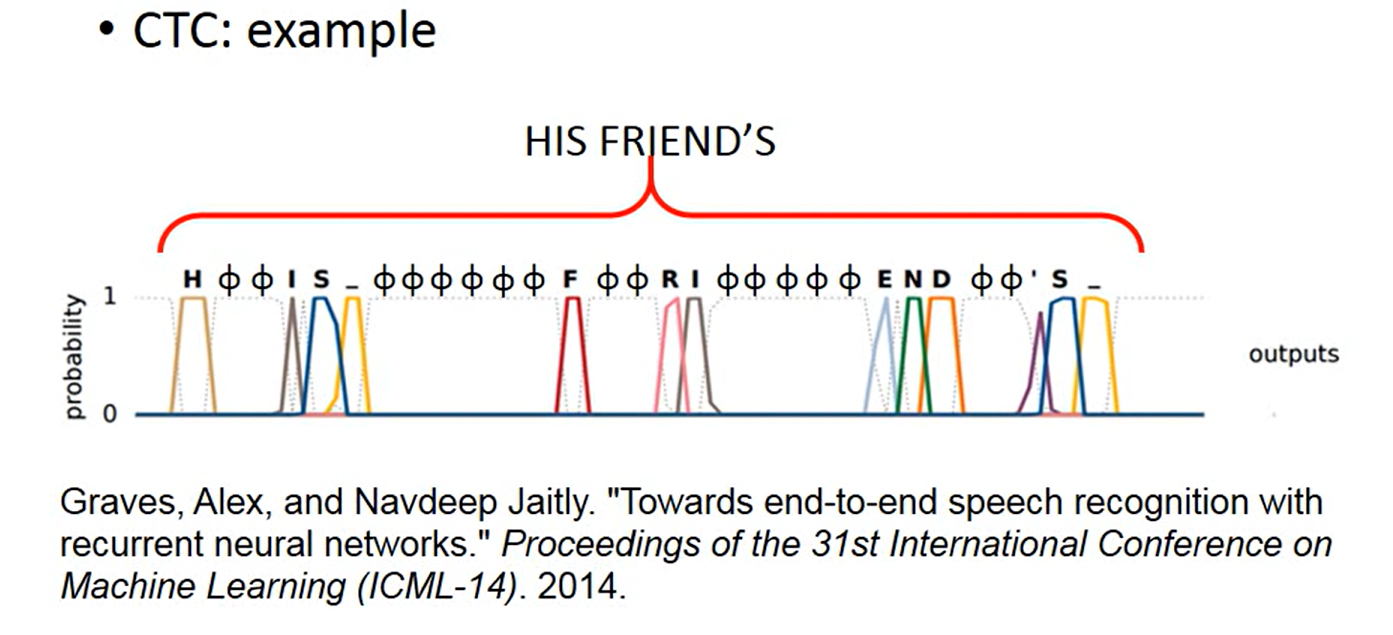 • CTC: example
HIS FRIEND’S
H ϕ ϕ I S _ ϕ ϕ ϕ ϕ ϕ ϕ F ϕ ϕ R I ϕ ϕ ϕ ϕ ϕ E N D ϕ ϕ ' S _
1
probability
outputs
0
Graves, Alex, and Navdeep Jaitly. "Towards end-to-end speech recognition with
recurrent neural networks." Proceedings of the 31st International Conference on
Machine Learning (ICML-14). 2014.